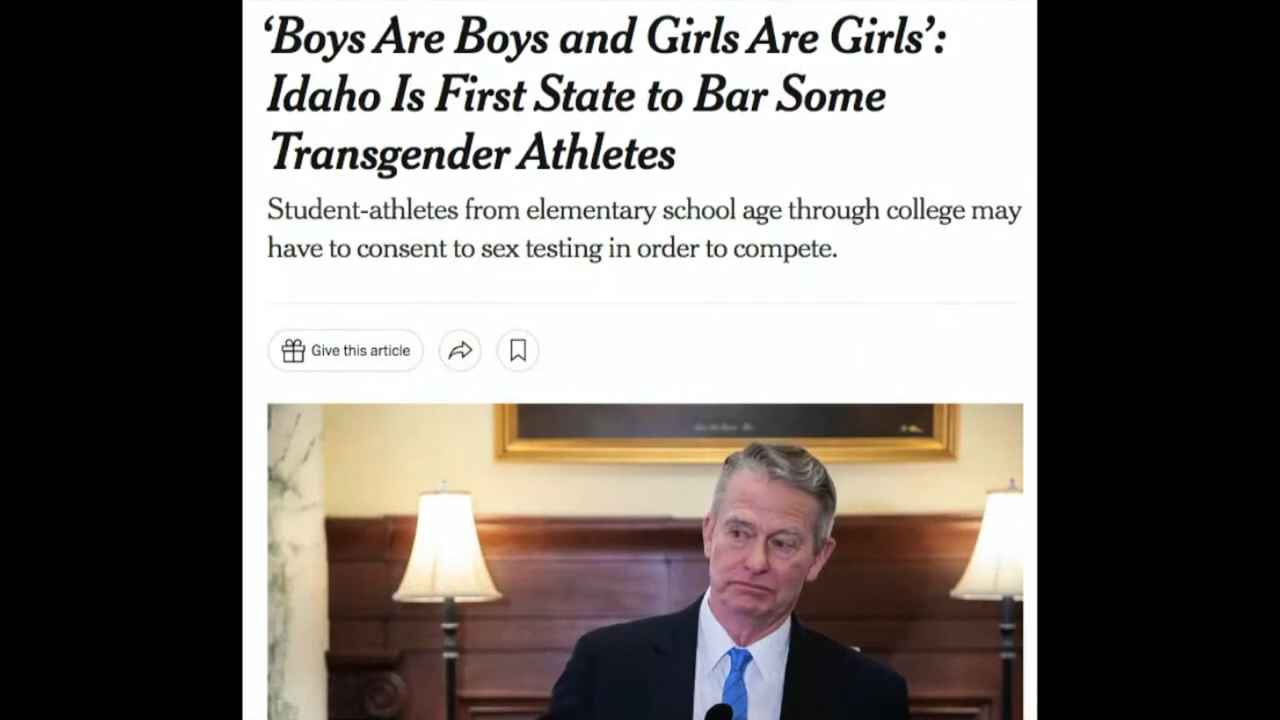 ‘Boys Are Boys and Girls Are Girls’:
Idaho Is First State to Bar Some
Transgender Athletes
Student-athletes from elementary school age through college may
have to consent to sex testing in order to compete.
Give this article